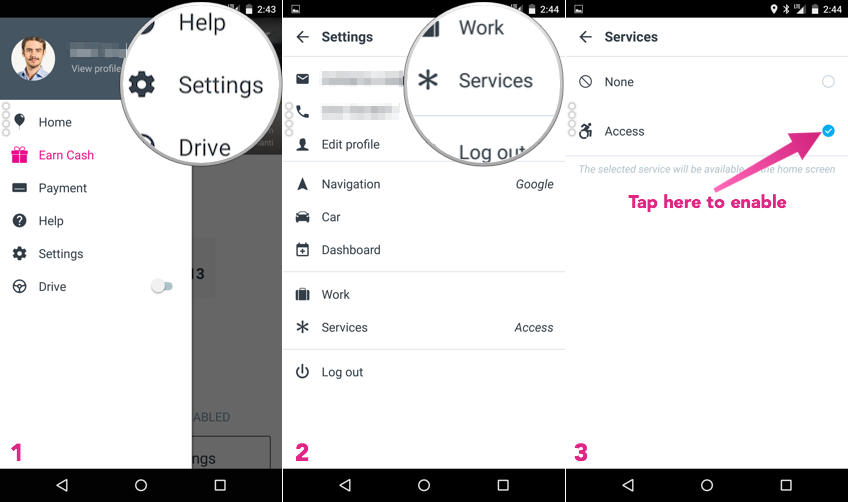 2:43
View profile
Help
Settings
Drive
Home
Earn Cash
Payment
Help
Settings
Drive
13
ABLED
ngs
1
2:44
Settings
Work
Services
Log out
Edit profile
Navigation
Google
Car
Dashboard
Work
Services
Access
Log out
2
2:44
Services
None
Access
The selected service will be available the home screen
Tap here to enable
3